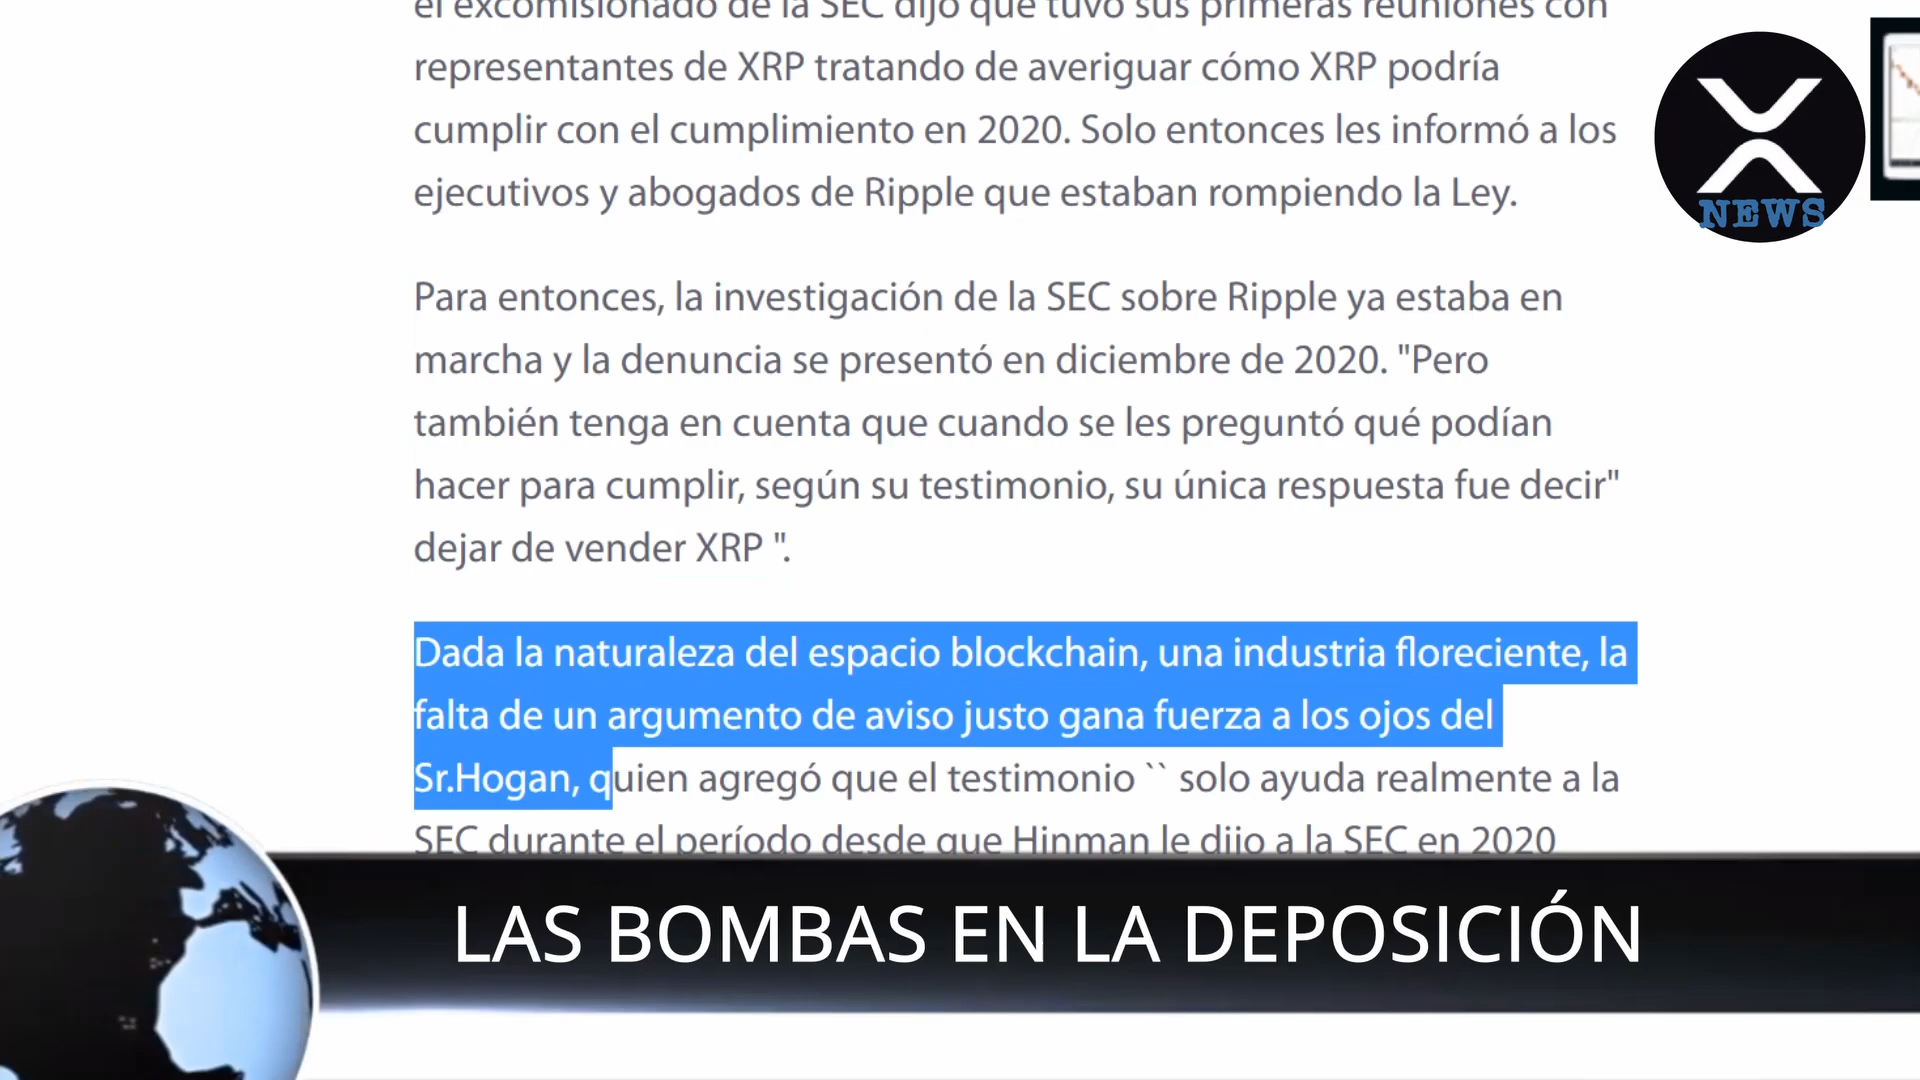 el excomisionado de la SEC dijo que tuvo sus primeras reuniones con
representantes de XRP tratando de averiguar cómo XRP podría
cumplir con el cumplimiento en 2020. Solo entonces les informó a los
ejecutivos y abogados de Ripple que estaban rompiendo la Ley.
NEWS
Para entonces, la investigación de la SEC sobre Ripple ya estaba en
marcha y la denuncia se presentó en diciembre de 2020. "Pero
también tenga en cuenta que cuando se les preguntó qué podían
hacer para cumplir, según su testimonio, su única respuesta fue decir"
dejar de vender XRP ".
Dada la naturaleza del espacio blockchain, una industria floreciente, la
falta de un argumento de aviso justo gana fuerza a los ojos del
Sr.Hogan, quien agregó que el testimonio `` solo ayuda realmente a la
SEC durante el período desde que Hinman le dijo a la SEC en 2020
LAS BOMBAS EN LA DEPOSICIÓN